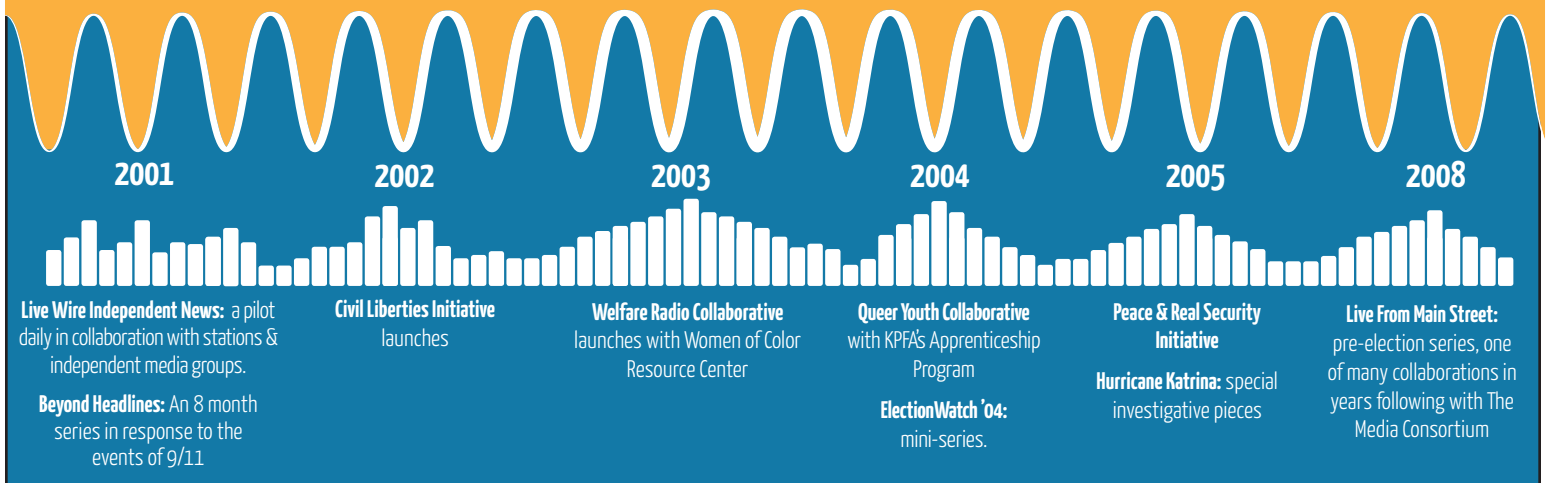 2001
Live Wire Independent News: a pilot
daily in collaboration with stations &
independent media groups.
Beyond Headlines: An 8 month
series in response to the
events of 9/11
2002
Civil Liberties Initiative
launches
2003
Welfare Radio Collaborative
launches with Women of Color
Resource Center
2004
Queer Youth Collaborative
with KPFA's Apprenticeship
Program
ElectionWatch '04:
mini-series.
2005
Peace & Real Security
Initiative
Hurricane Katrina: special
investigative pieces
2008
Live From Main Street:
pre-election series, one
of many collaborations in
years following with The
Media Consortium